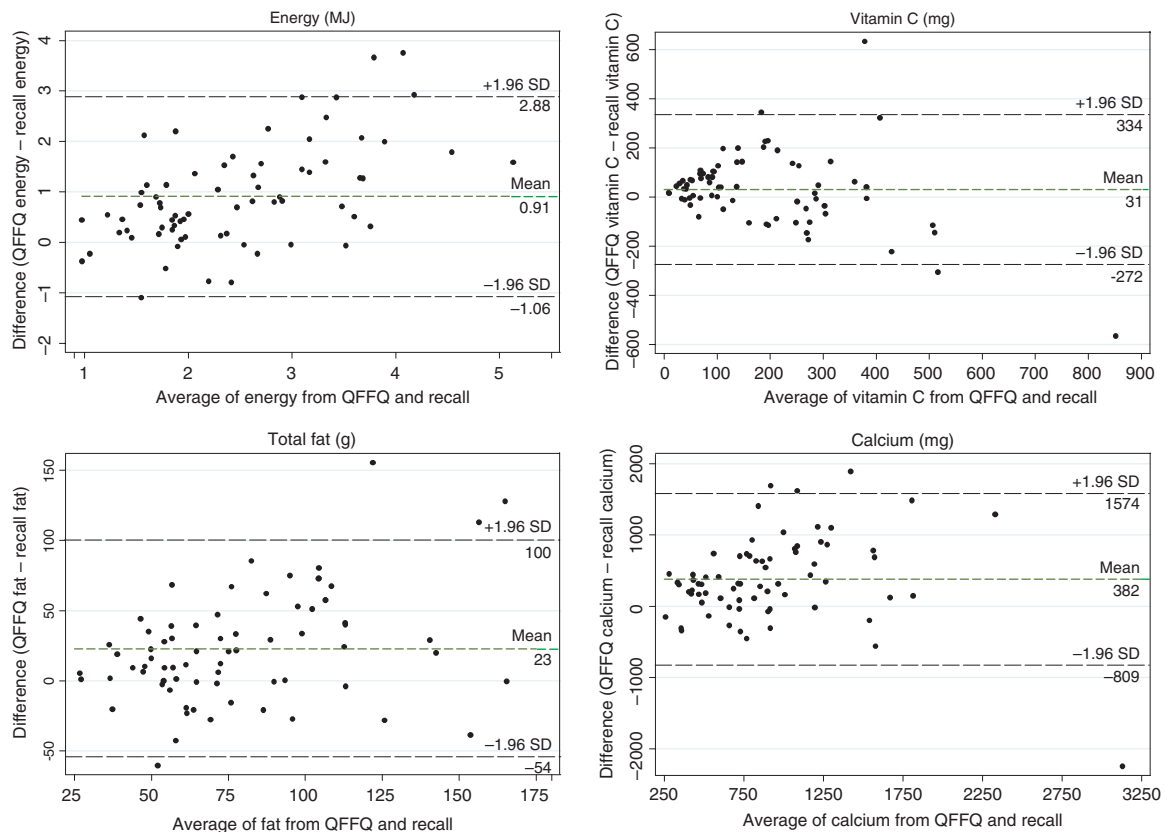 Energy (MJ)
Difference (QFFQ energy – recall energy)
4
3
2
1
0
–1
–2
+1.96 SD
2.88
Mean
0.91
–1.96 SD
–1.06
1 2 3 4 5
Average of energy from QFFQ and recall
Vitamin C (mg)
Difference (QFFQ vitamin C – recall vitamin C)
600
400
200
0
–200
–400
–600
+1.96 SD
334
Mean
31
–1.96 SD
-272
0 100 200 300 400 500 600 700 800 900
Average of vitamin C from QFFQ and recall
Total fat (g)
Difference (QFFQ fat – recall fat)
150
100
50
0
–50
+1.96 SD
100
Mean
23
–1.96 SD
–54
25 50 75 100 125 150 175
Average of fat from QFFQ and recall
Calcium (mg)
Difference (QFFQ calcium – recall calcium)
2000
1000
0
–1000
–2000
+1.96 SD
1574
Mean
382
–1.96 SD
–809
250 750 1250 1750 2250 2750 3250
Average of calcium from QFFQ and recall